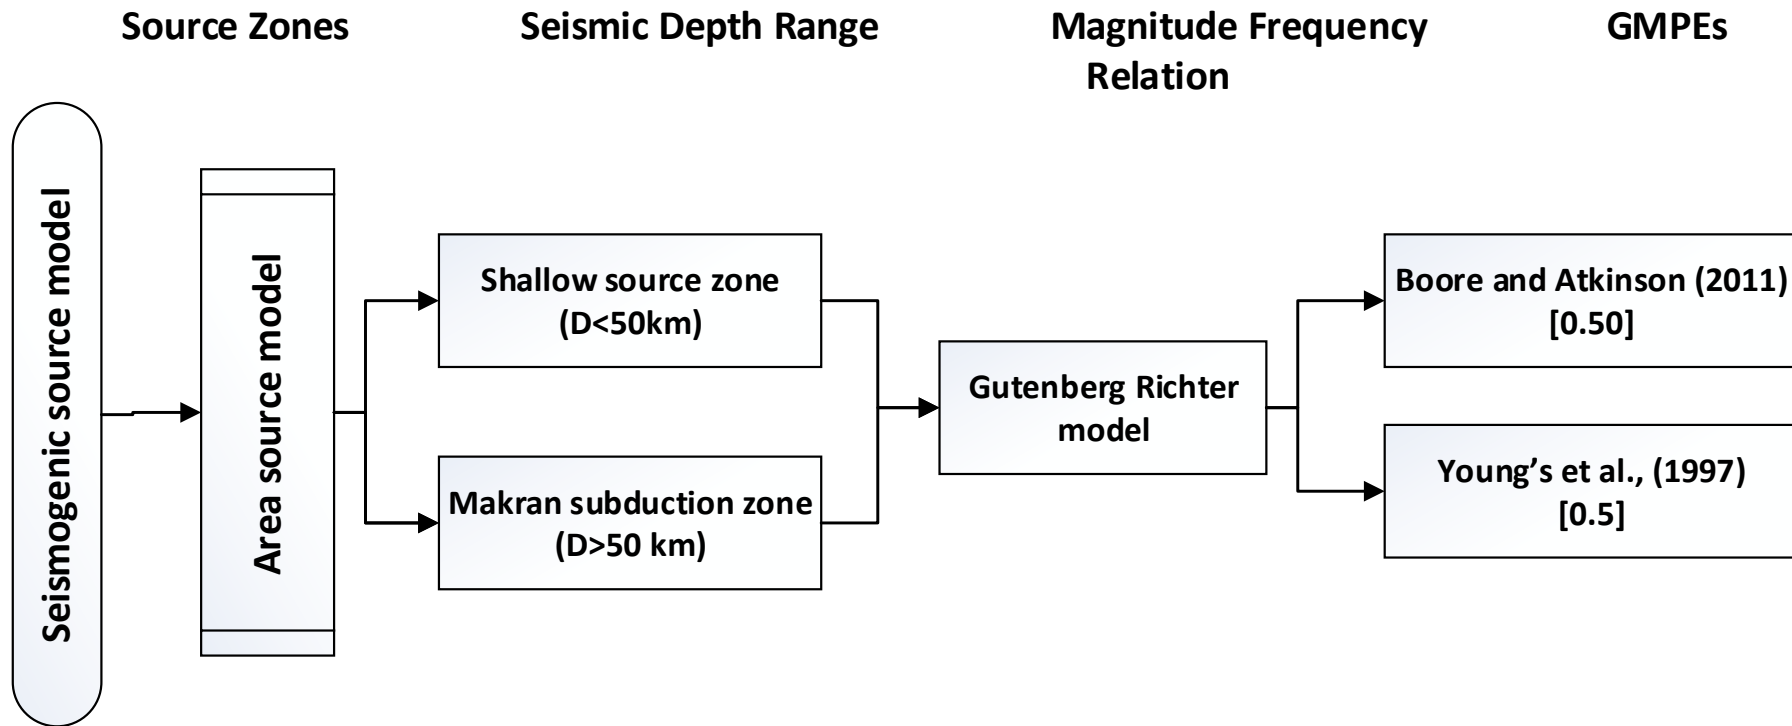 Source Zones
Seismic Depth Range
Magnitude Frequency
Relation
GMPEs
Seismogenic source model
Area source model
Shallow source zone
(D<50km)
Makran subduction zone
(D>50 km)
Gutenberg Richter
model
Boore and Atkinson (2011)
[0.50]
Young’s et al., (1997)
[0.5]